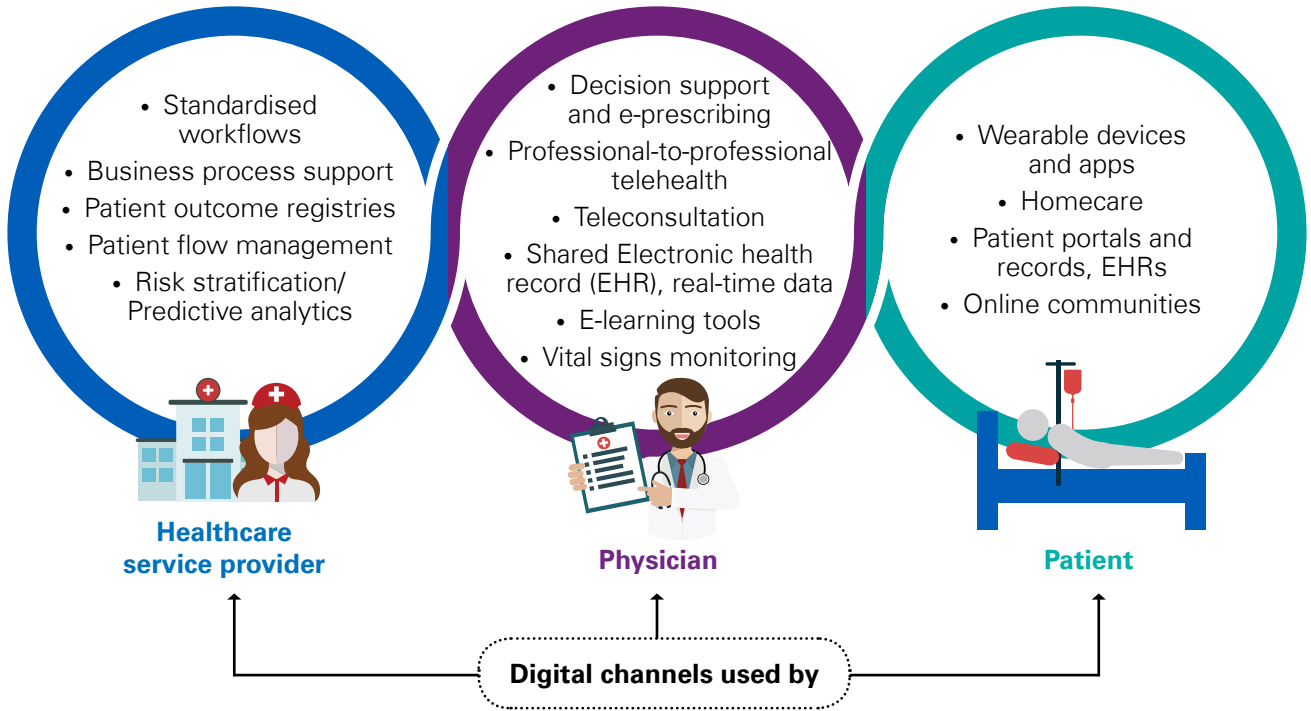 • Standardised
workflows
• Business process support
• Patient outcome registries
• Patient flow management
• Risk stratification/
Predictive analytics
Healthcare
service provider
• Decision support
and e-prescribing
• Professional-to-professional
telehealth
• Teleconsultation
• Shared Electronic health
record (EHR), real-time data
• E-learning tools
• Vital signs monitoring
Physician
• Wearable devices
and apps
• Homecare
• Patient portals and
records, EHRs
• Online communities
Patient
Digital channels used by